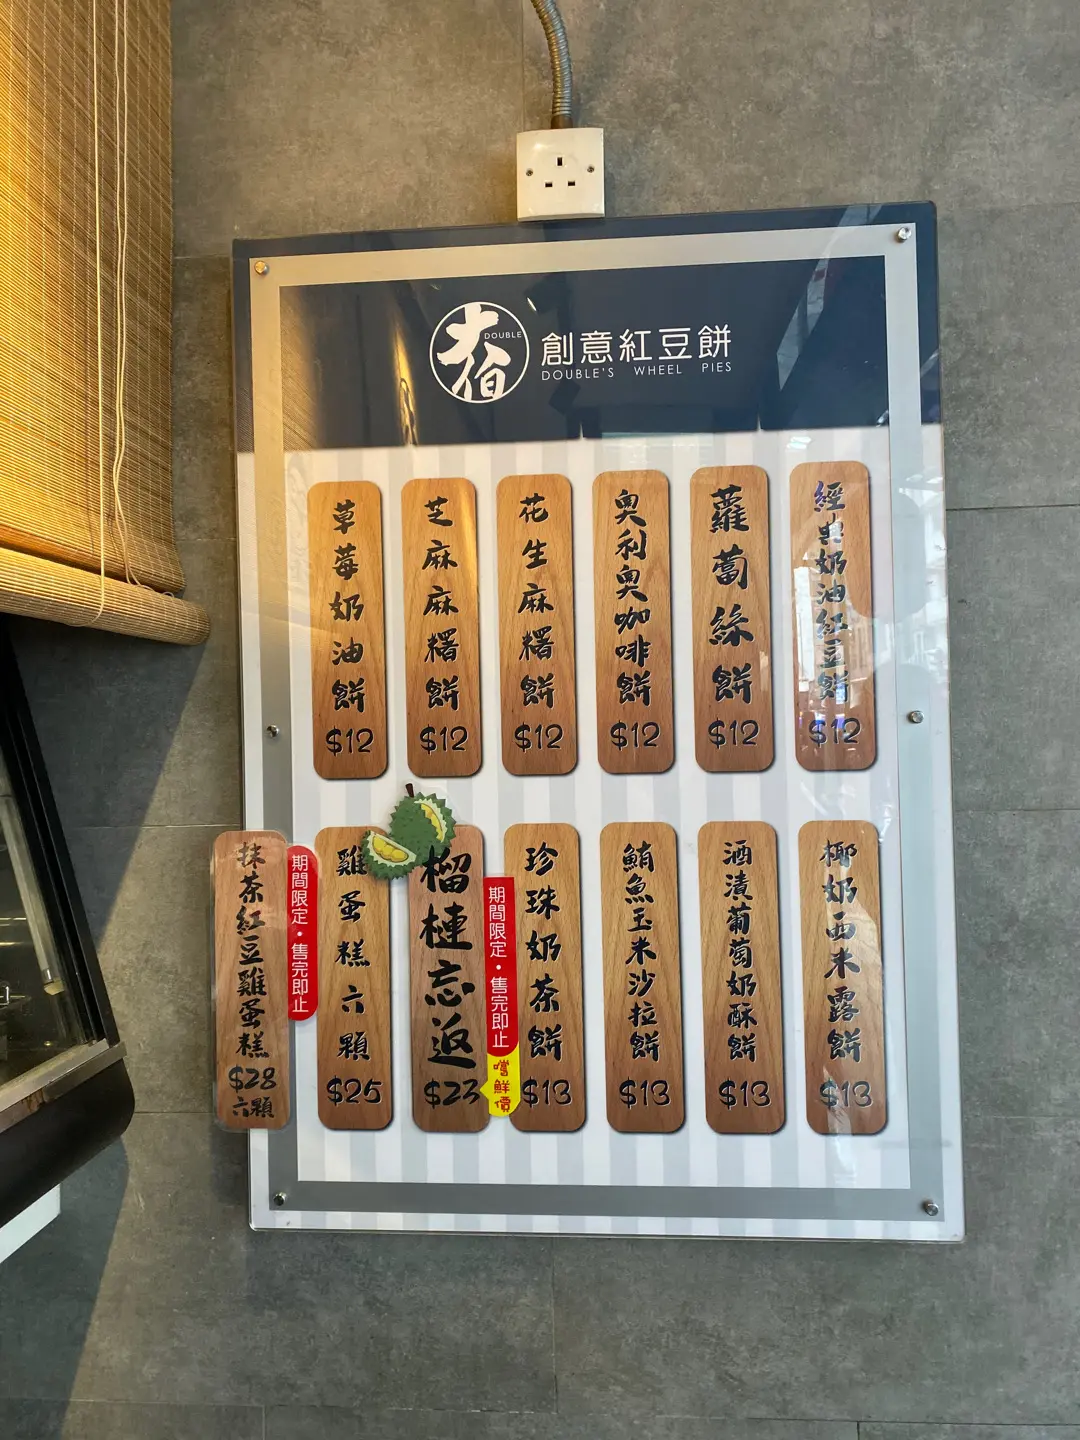 大伯
DOUBLE
創意紅豆餅
DOUBLE'S WHEEL PIES
經典奶油紅豆餅
$12
蘿蔔絲餅
$12
奧利奧咖啡餅
$12
花生麻糬餅
$12
芝麻麻糬餅
$12
草莓奶油餅
$12
椰奶西米露餅
$13
酒漬葡萄奶酥餅
$13
鮪魚玉米沙拉餅
$13
珍珠奶茶餅
$13
榴槤忘返
$23
期間限定・售完即止
嚐鮮價
雞蛋糕六顆
$25
抹茶紅豆雞蛋糕
$28
六顆
期間限定・售完即止